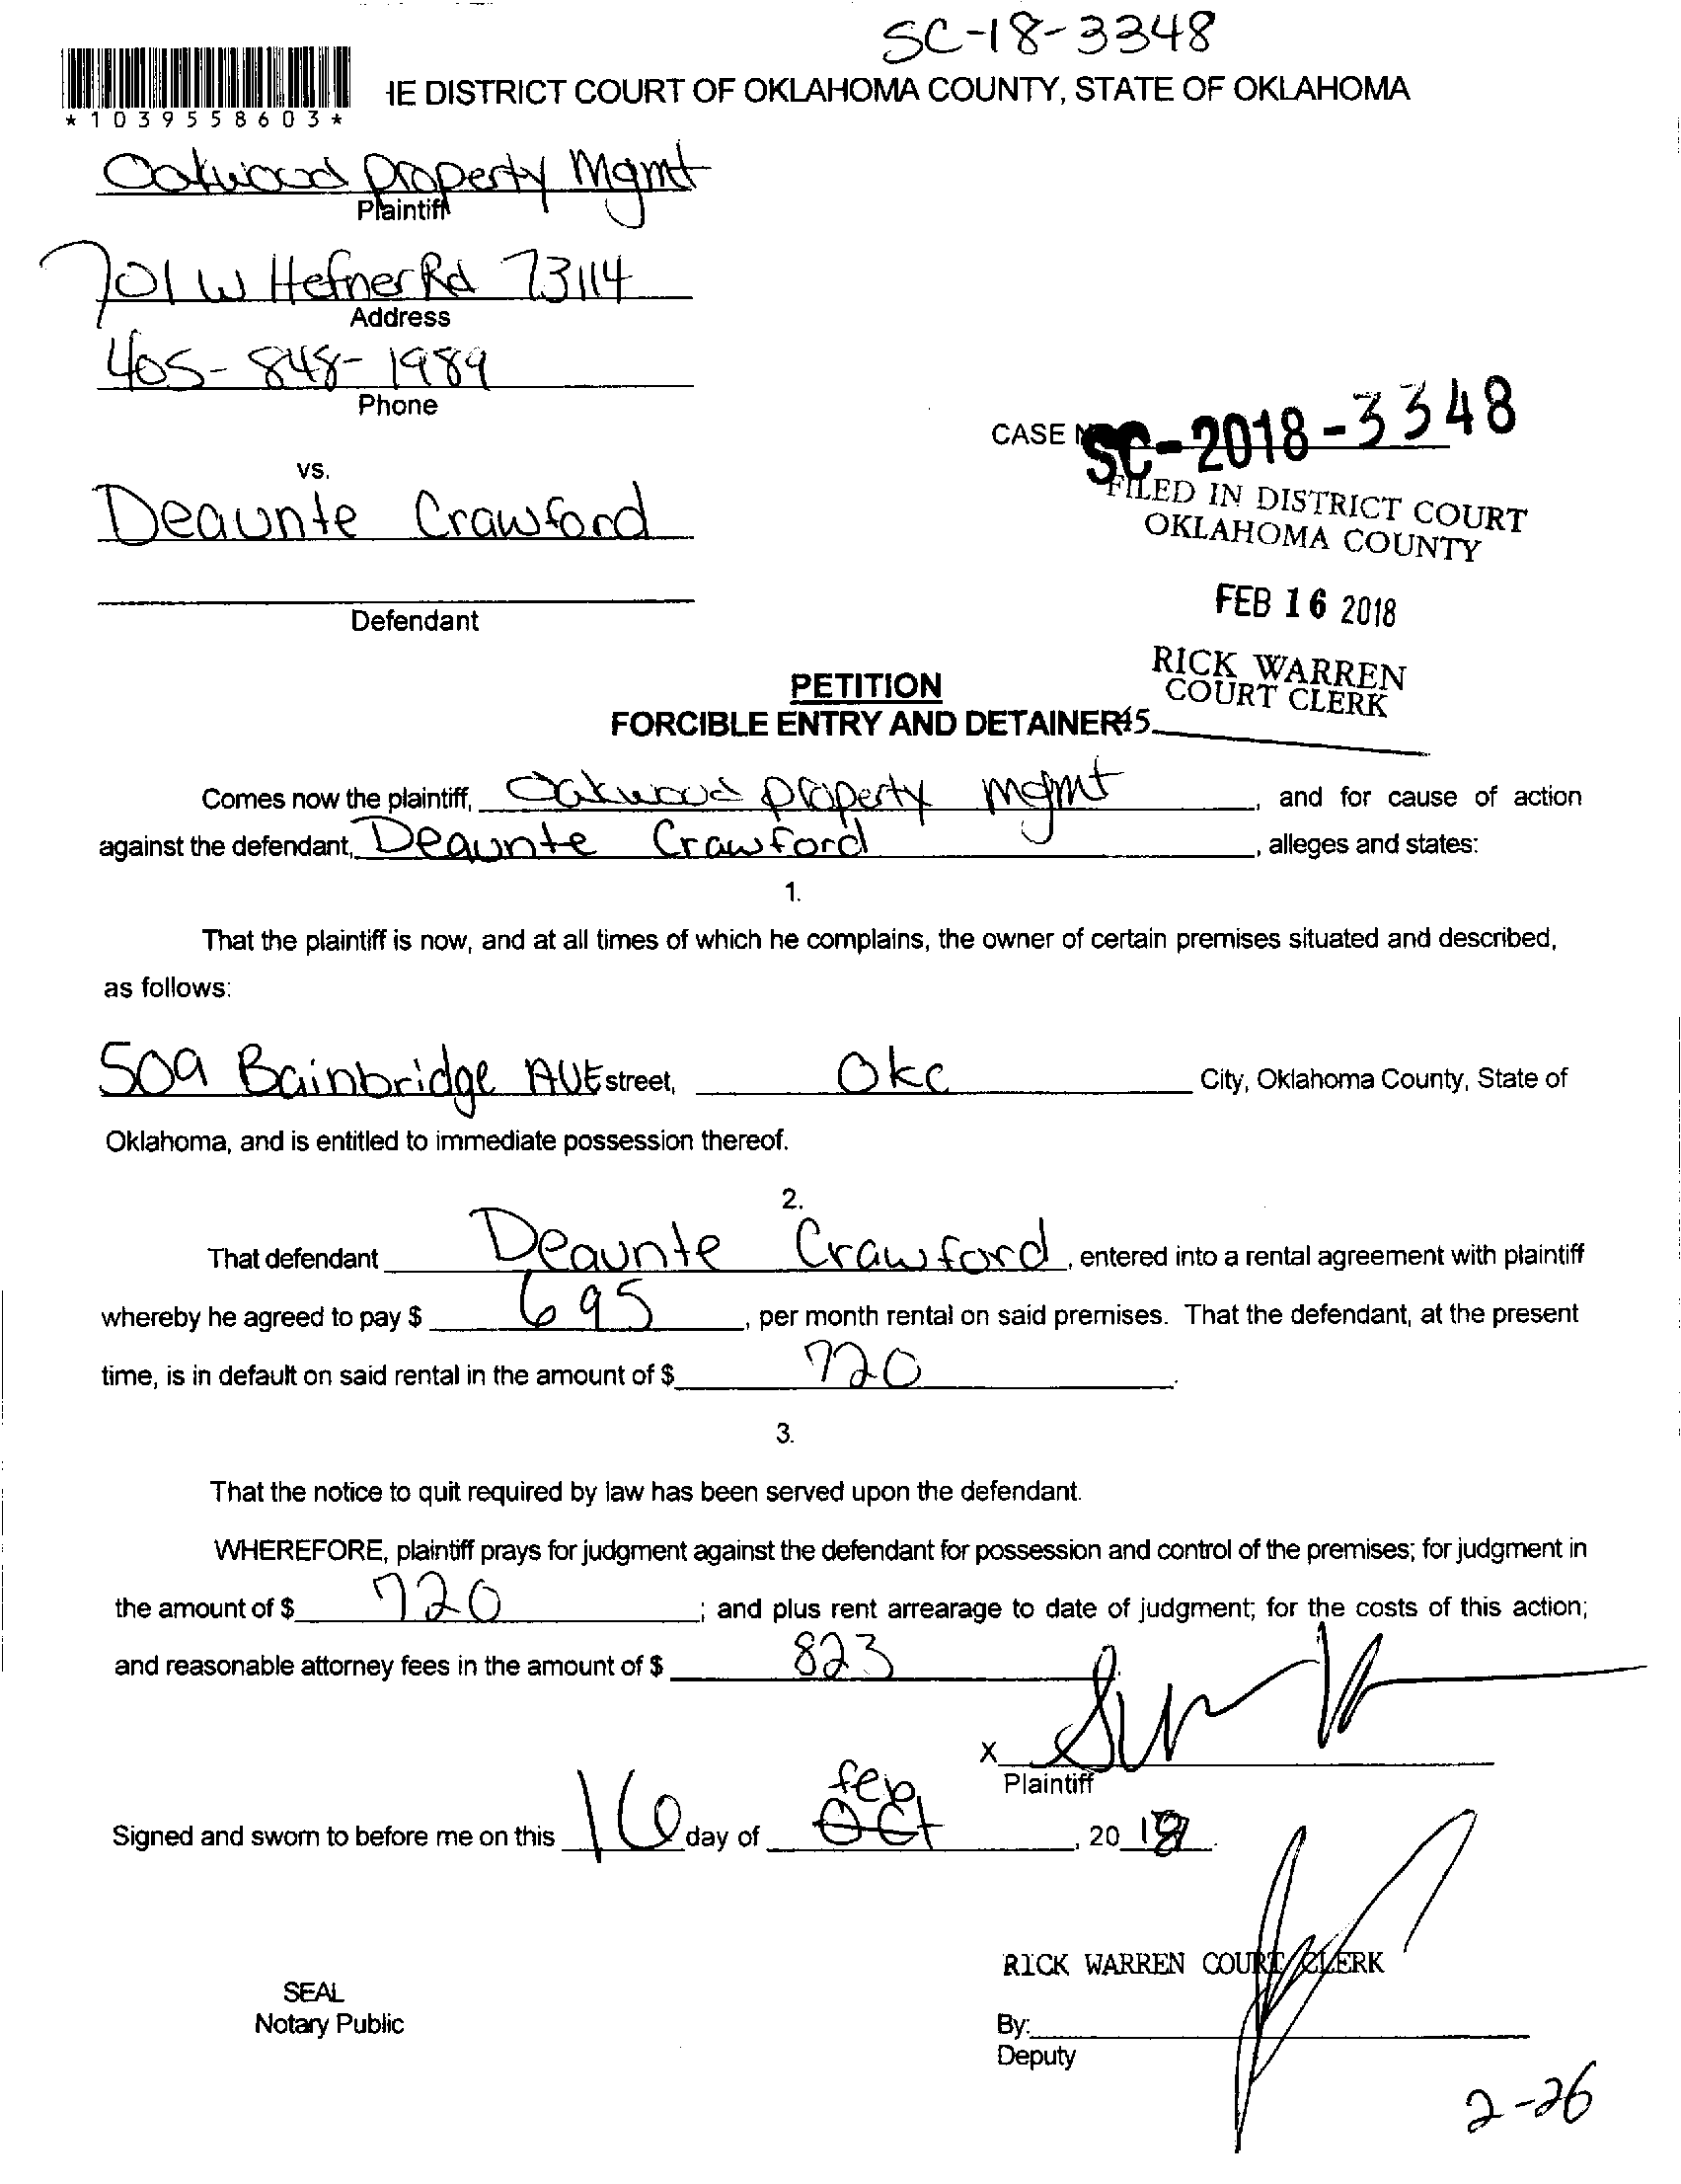 SC-18-3348
*1039558603*
HE DISTRICT COURT OF OKLAHOMA COUNTY, STATE OF OKLAHOMA
Oakwood Property Mgmt
Plaintiff
701 W Hefner Rd 73114
Address
405-848-1989
Phone
CASE SC-2018-3348
vs.
FILED IN DISTRICT COURT
OKLAHOMA COUNTY
Deaunte Crawford
FEB 16 2018
Defendant
RICK WARREN
COURT CLERK
PETITION
FORCIBLE ENTRY AND DETAINER 45
Comes now the plaintiff, Oakwood property mgmt, and for cause of action
against the defendant, Deaunte Crawford, alleges and states:
1.
That the plaintiff is now, and at all times of which he complains, the owner of certain premises situated and described,
as follows:
509 Bainbridge AVE street, Okc City, Oklahoma County, State of
Oklahoma, and is entitled to immediate possession thereof.
2.
That defendant Deaunte Crawford, entered into a rental agreement with plaintiff
whereby he agreed to pay $ 695, per month rental on said premises. That the defendant, at the present
time, is in default on said rental in the amount of $ 720.
3.
That the notice to quit required by law has been served upon the defendant.
WHEREFORE, plaintiff prays for judgment against the defendant for possession and control of the premises; for judgment in
the amount of $ 720; and plus rent arrearage to date of judgment; for the costs of this action;
and reasonable attorney fees in the amount of $ 823
X
Plaintiff
feb
Signed and sworn to before me on this 16 day of Oct, 2018.
RICK WARREN COURT CLERK
SEAL
Notary Public
By:
Deputy
2-26